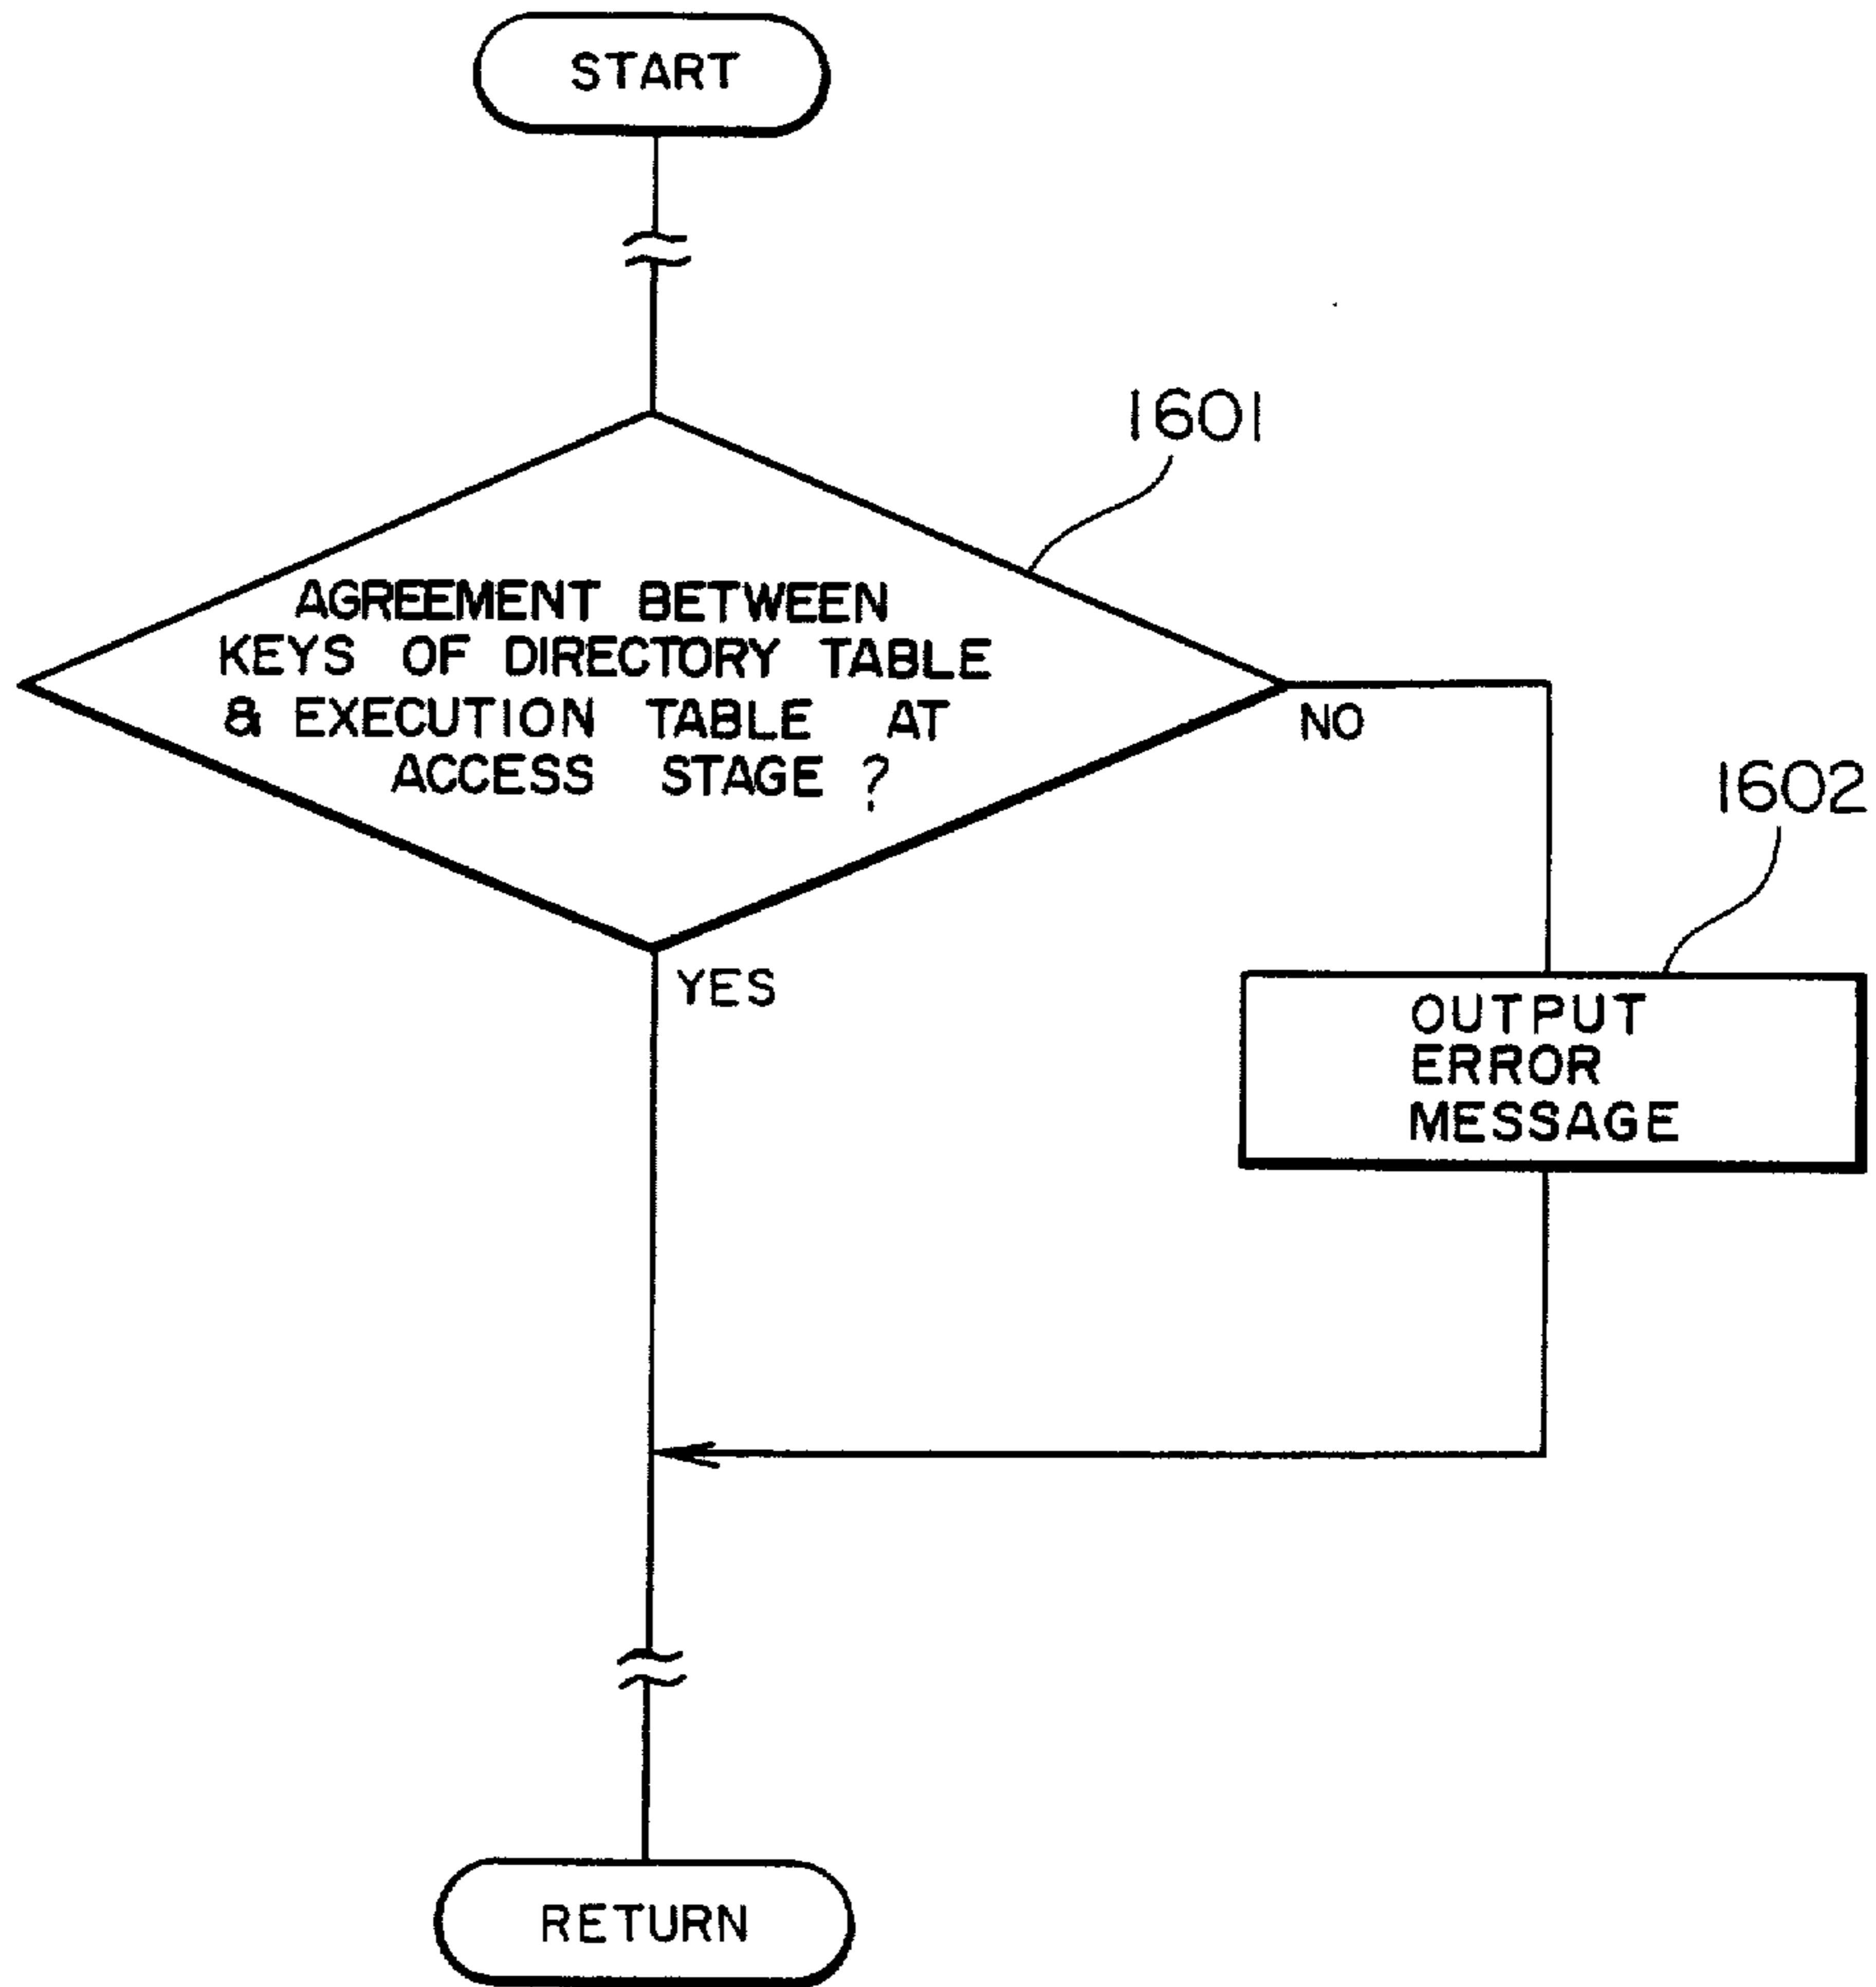 START
1601
AGREEMENT BETWEEN
KEYS OF DIRECTORY TABLE
& EXECUTION TABLE AT
ACCESS STAGE ?
NO
1602
YES
OUTPUT
ERROR
MESSAGE
RETURN